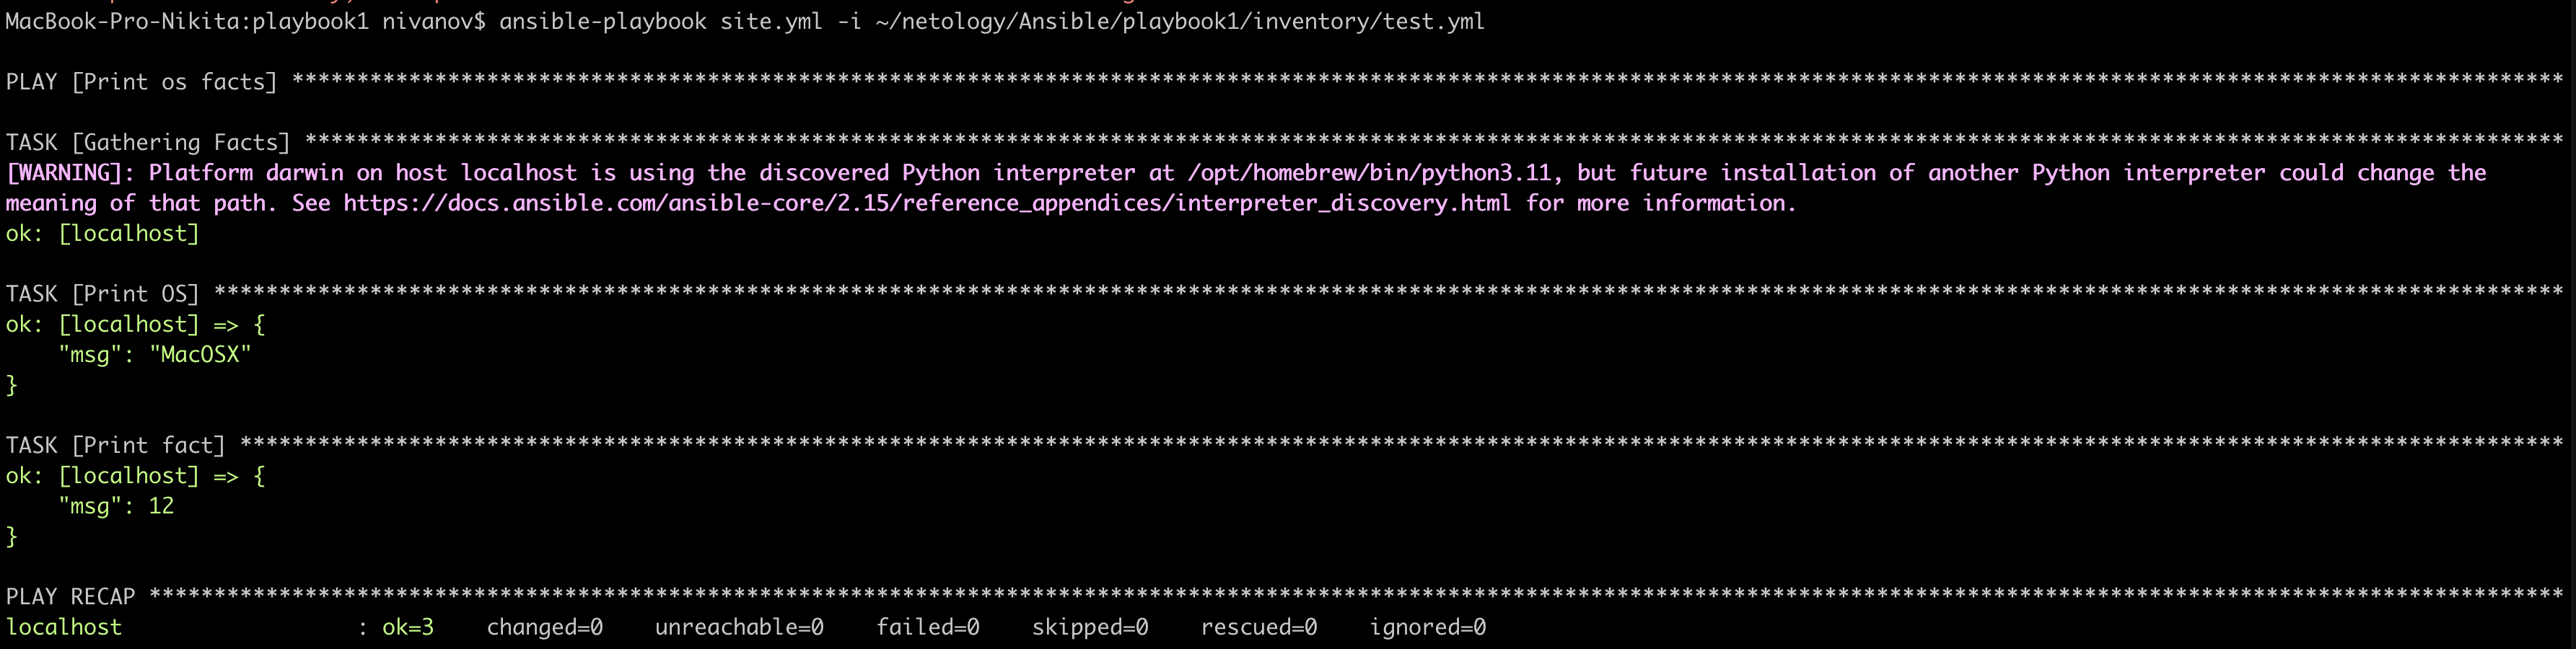 MacBook-Pro-Nikita:playbook1 nivanov$ ansible-playbook site.yml -i ~/netology/Ansible/playbook1/inventory/test.yml
PLAY [Print os facts] ******************************************************************************************************************************************************************************
TASK [Gathering Facts] *****************************************************************************************************************************************************************************
[WARNING]: Platform darwin on host localhost is using the discovered Python interpreter at /opt/homebrew/bin/python3.11, but future installation of another Python interpreter could change the
meaning of that path. See https://docs.ansible.com/ansible-core/2.15/reference_appendices/interpreter_discovery.html for more information.
ok: [localhost]
TASK [Print OS] ************************************************************************************************************************************************************************************
ok: [localhost] => {
    "msg": "MacOSX"
}
TASK [Print fact] **********************************************************************************************************************************************************************************
ok: [localhost] => {
    "msg": 12
}
PLAY RECAP *****************************************************************************************************************************************************************************************
localhost                  : ok=3    changed=0    unreachable=0    failed=0    skipped=0    rescued=0    ignored=0